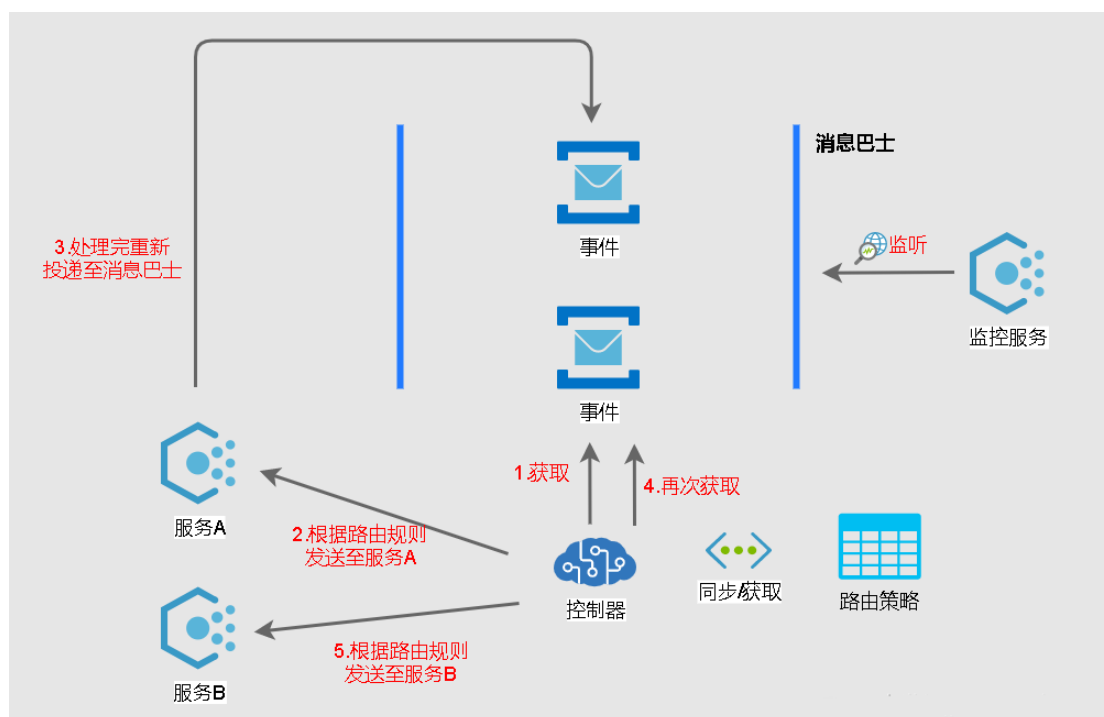 消息巴士
事件
3.处理完重新
投递至消息巴士
监听
监控服务
事件
1.获取
4.再次获取
服务A
2.根据路由规则
发送至服务A
控制器
同步/获取
路由策略
5.根据路由规则
发送至服务B
服务B